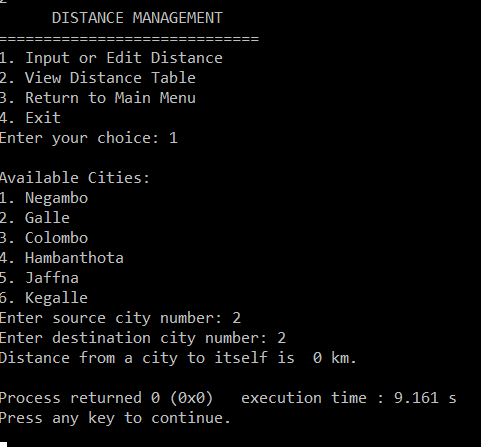 DISTANCE MANAGEMENT
=============================
1. Input or Edit Distance
2. View Distance Table
3. Return to Main Menu
4. Exit
Enter your choice: 1
Available Cities:
1. Negambo
2. Galle
3. Colombo
4. Hambanthota
5. Jaffna
6. Kegalle
Enter source city number: 2
Enter destination city number: 2
Distance from a city to itself is  0 km.
Process returned 0 (0x0)   execution time : 9.161 s
Press any key to continue.